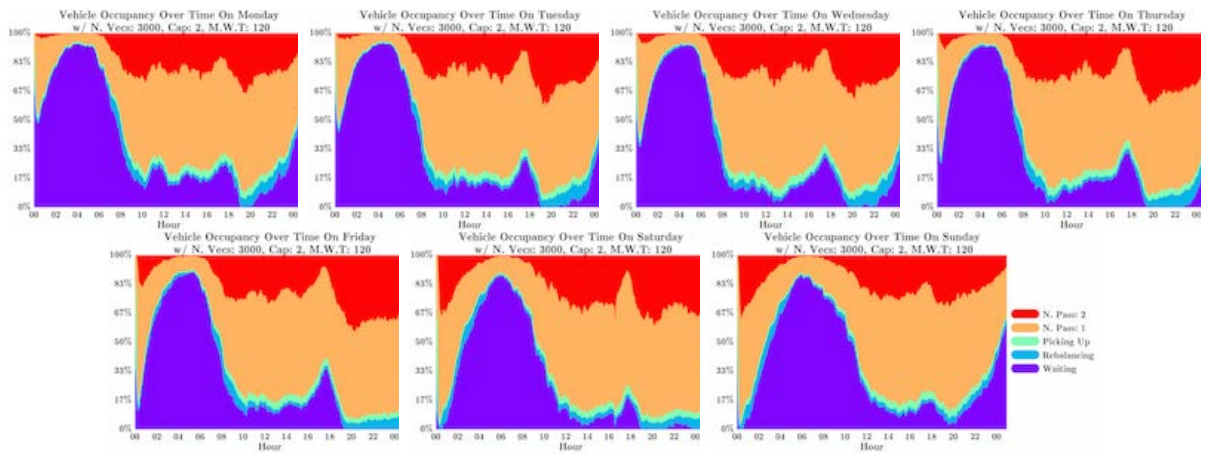 Vehicle Occupancy Over Time On Monday
w/ N. Vecs: 3000, Cap: 2, M.W.T: 120
100%
83%
67%
50%
33%
17%
0%
00 02 04 06 08 10 12 14 16 18 20 22 00
Hour
Vehicle Occupancy Over Time On Tuesday
w/ N. Vecs: 3000, Cap: 2, M.W.T: 120
100%
83%
67%
50%
33%
17%
0%
00 02 04 06 08 10 12 14 16 18 20 22 00
Hour
Vehicle Occupancy Over Time On Wednesday
w/ N. Vecs: 3000, Cap: 2, M.W.T: 120
100%
83%
67%
50%
33%
17%
0%
00 02 04 06 08 10 12 14 16 18 20 22 00
Hour
Vehicle Occupancy Over Time On Thursday
w/ N. Vecs: 3000, Cap: 2, M.W.T: 120
100%
83%
67%
50%
33%
17%
0%
00 02 04 06 08 10 12 14 16 18 20 22 00
Hour
Vehicle Occupancy Over Time On Friday
w/ N. Vecs: 3000, Cap: 2, M.W.T: 120
100%
83%
67%
50%
33%
17%
0%
00 02 04 06 08 10 12 14 16 18 20 22 00
Hour
Vehicle Occupancy Over Time On Saturday
w/ N. Vecs: 3000, Cap: 2, M.W.T: 120
100%
83%
67%
50%
33%
17%
0%
00 02 04 06 08 10 12 14 16 18 20 22 00
Hour
Vehicle Occupancy Over Time On Sunday
w/ N. Vecs: 3000, Cap: 2, M.W.T: 120
100%
83%
67%
50%
33%
17%
0%
00 02 04 06 08 10 12 14 16 18 20 22 00
Hour
N. Pass: 2
N. Pass: 1
Picking Up
Rebalancing
Waiting